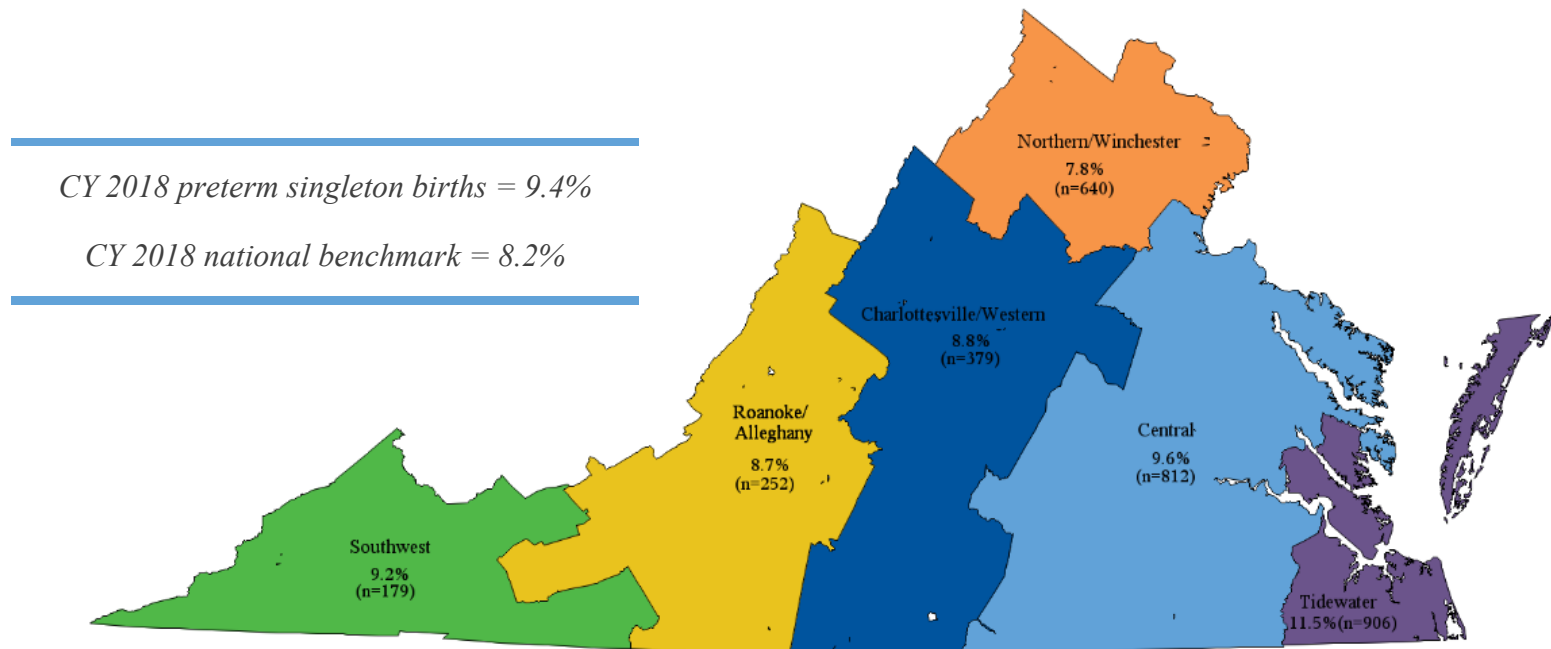 CY 2018 preterm singleton births = 9.4%
CY 2018 national benchmark = 8.2%
Northern/Winchester
7.8%
(n=640)
Charlottesville/Western
8.8%
(n=379)
Roanoke/
Alleghany
8.7%
(n=252)
Central
9.6%
(n=812)
Southwest
9.2%
(n=179)
Tidewater
11.5%(n=906)